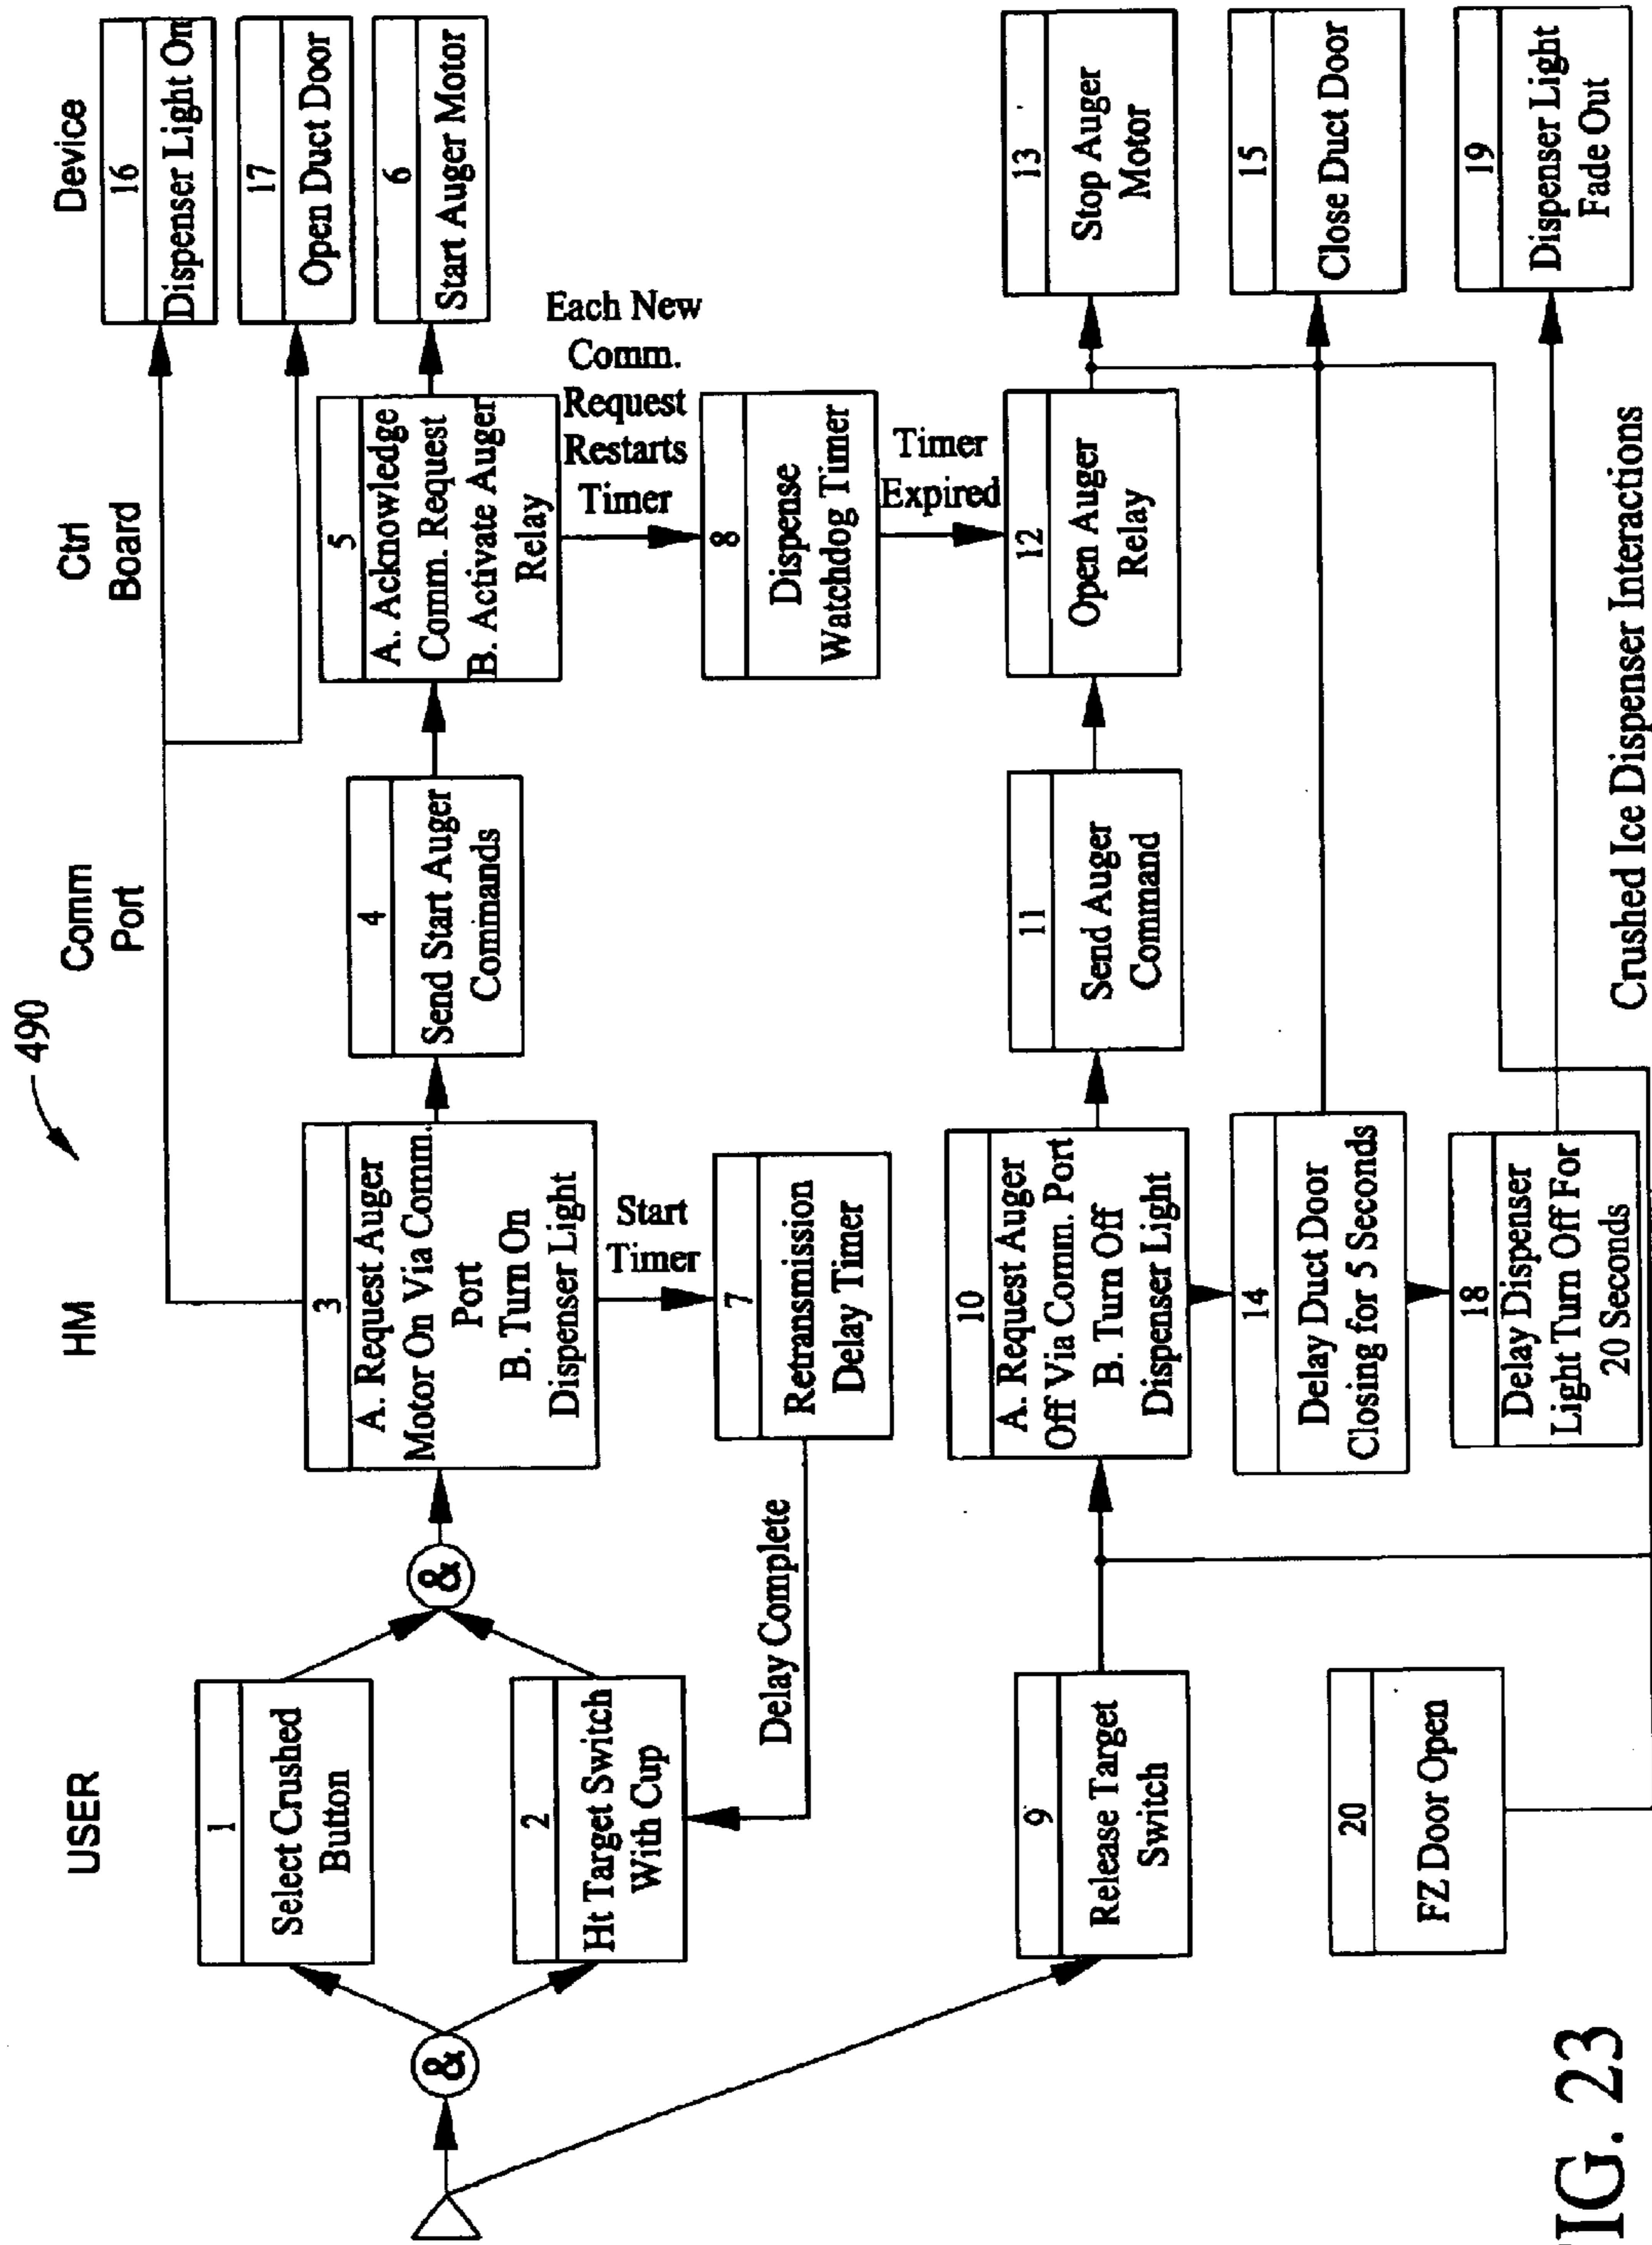 490
USER
HM
Comm
Port
Ctrl
Board
Device
&
1
Select Crushed
Button
2
Ht Target Switch
With Cup
&
3
A. Request Auger
Motor On Via Comm.
Port
B. Turn On
Dispenser Light
4
Send Start Auger
Commands
5
A. Acknowledge
Comm. Request
B. Activate Auger
Relay
16
Dispenser Light On
17
Open Duct Door
6
Start Auger Motor
Start
Timer
7
Retransmission
Delay Timer
Delay Complete
Each New
Comm.
Request
Restarts
Timer
8
Dispense
Watchdog Timer
Timer
Expired
9
Release Target
Switch
10
A. Request Auger
Off Via Comm. Port
B. Turn Off
Dispenser Light
11
Send Auger
Command
12
Open Auger
Relay
13
Stop Auger
Motor
14
Delay Duct Door
Closing for 5 Seconds
15
Close Duct Door
18
Delay Dispenser
Light Turn Off For
20 Seconds
19
Dispenser Light
Fade Out
20
FZ Door Open
Crushed Ice Dispenser Interactions
IG. 23